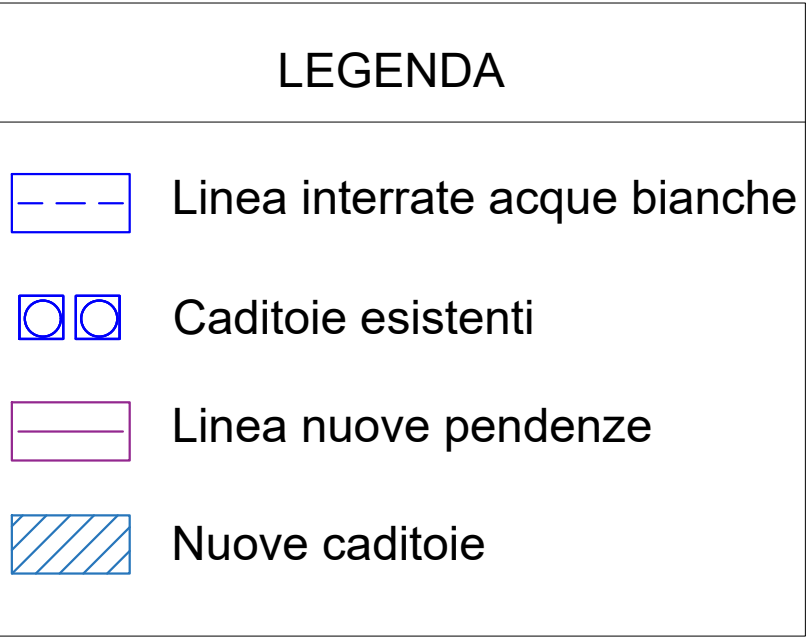 LEGENDA
Linea interrate acque bianche
Caditoie esistenti
Linea nuove pendenze
Nuove caditoie